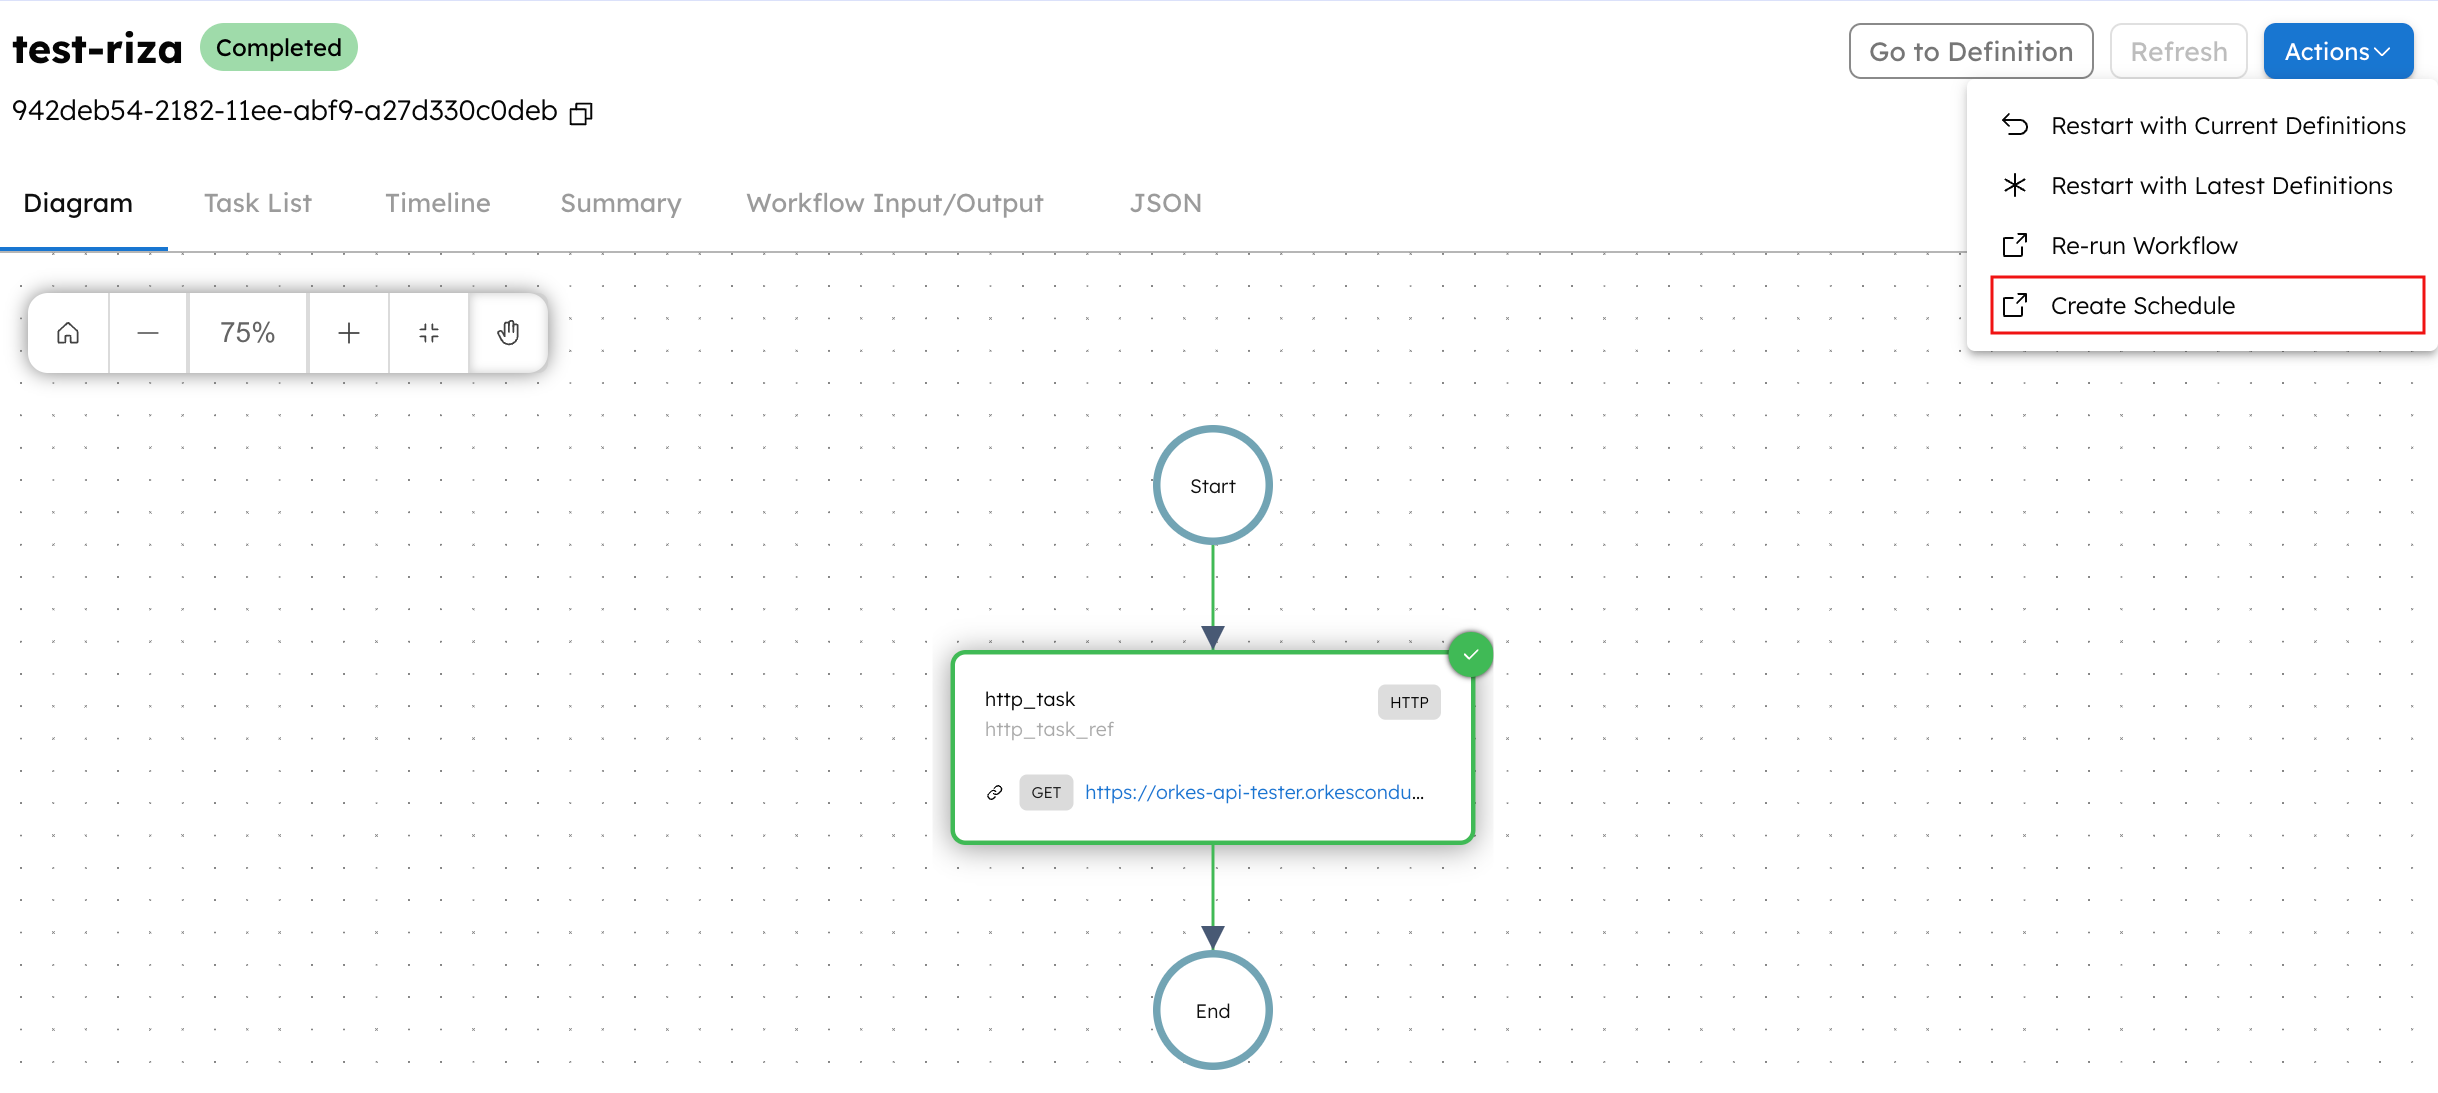 test-riza
Completed
Go to Definition
Refresh
Actions
942deb54-2182-11ee-abf9-a27d330c0deb
Restart with Current Definitions
Restart with Latest Definitions
Re-run Workflow
Create Schedule
Diagram
Task List
Timeline
Summary
Workflow Input/Output
JSON
75%
Start
http_task
HTTP
http_task_ref
GET https://orkes-api-tester.orkescondu...
End